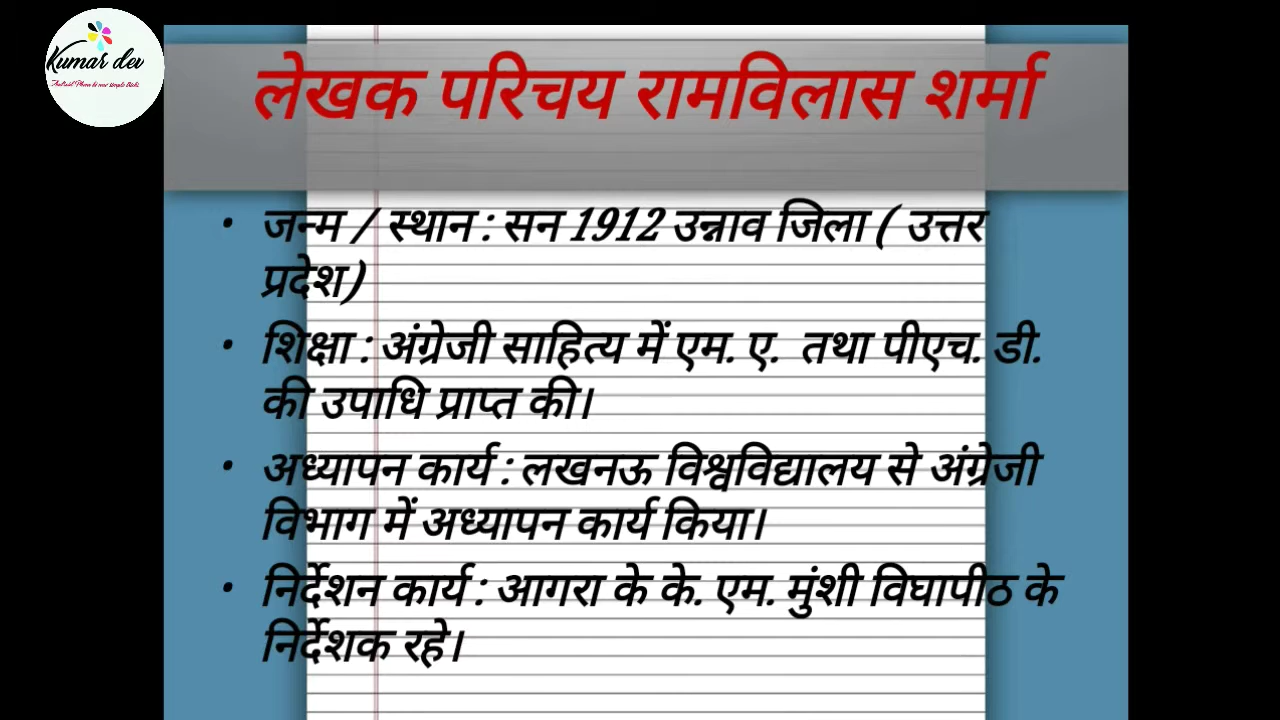 Kumar dev
लेखक परिचय रामविलास शर्मा
• जन्म / स्थान : सन 1912 उन्नाव जिला ( उत्तर
प्रदेश)
• शिक्षा : अंग्रेजी साहित्य में एम. ए. तथा पीएच. डी.
की उपाधि प्राप्त की।
• अध्यापन कार्य : लखनऊ विश्वविद्यालय से अंग्रेजी
विभाग में अध्यापन कार्य किया।
• निर्देशन कार्य : आगरा के के. एम. मुंशी विघापीठ के
निर्देशक रहे।